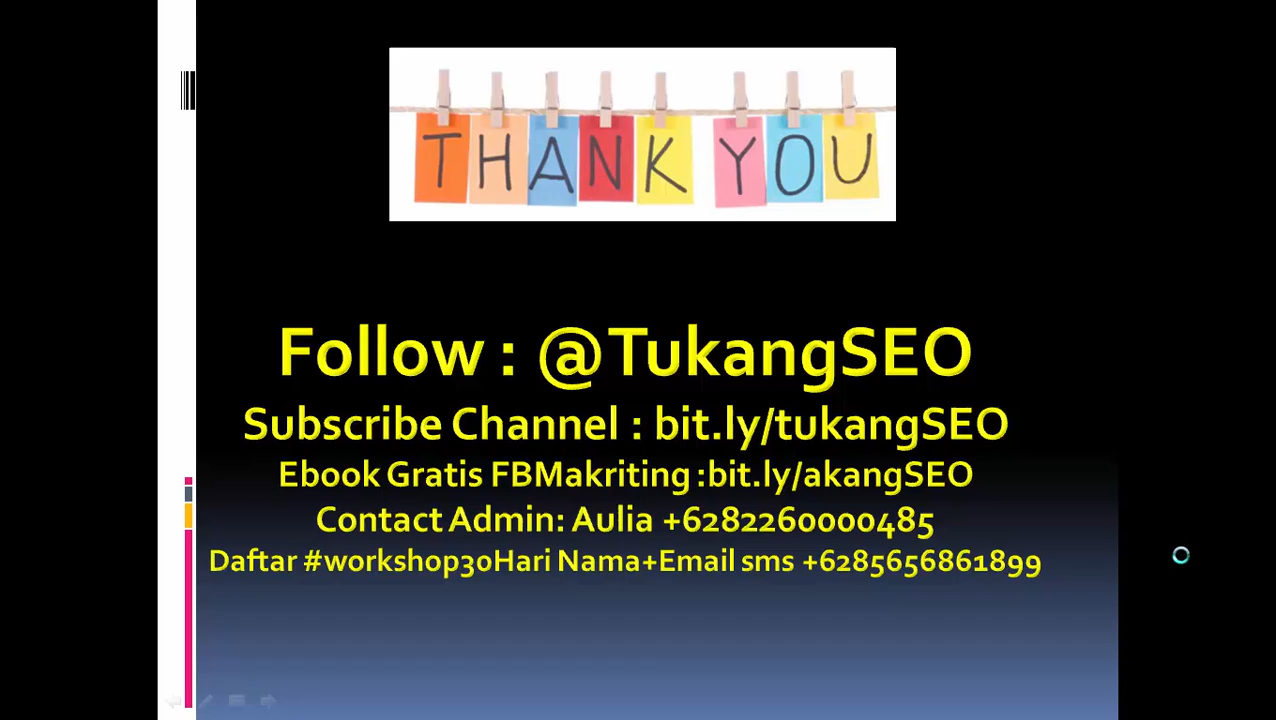 THANK YOU
Follow : @TukangSEO
Subscribe Channel : bit.ly/tukangSEO
Ebook Gratis FBMakriting :bit.ly/akangSEO
Contact Admin: Aulia +6282260000485
Daftar #workshop30Hari Nama+Email sms +6285656861899